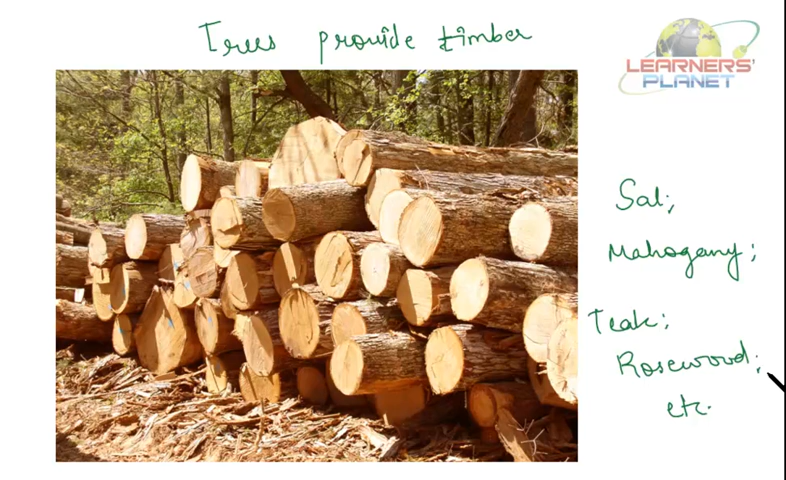 Trees provide timber
LEARNERS'
PLANET
Sal;
Mahogany;
Teak;
Rosewood;
etc.